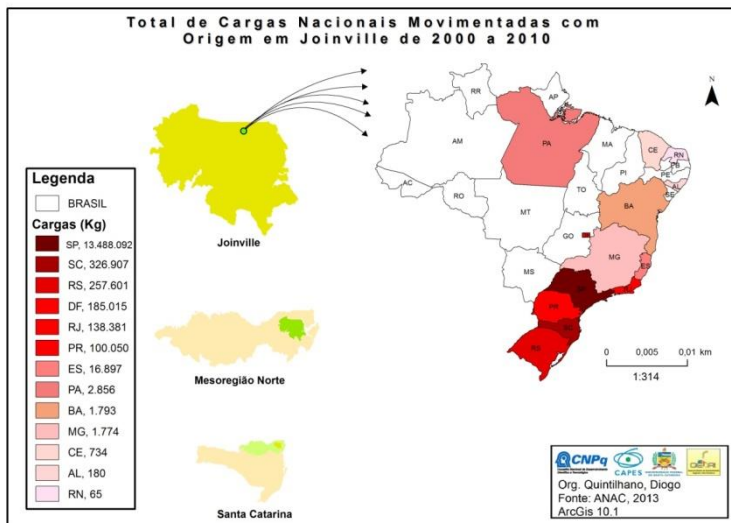 Total de Cargas Nacionais Movimentadas com
Origem em Joinville de 2000 a 2010
N
RR
AP
AM
PA
MA
CE
RN
PB
PI
PE
AL
SE
AC
RO
TO
MT
BA
GO
MG
ES
MS
PR
SC
RS
Joinville
Mesoregião Norte
Santa Catarina
Legenda
BRASIL
Cargas (Kg)
SP, 13.488.092
SC, 326.907
RS, 257.601
DF, 185.015
RJ, 138.381
PR, 100.050
ES, 16.897
PA, 2.856
BA, 1.793
MG, 1.774
CE, 734
AL, 180
RN, 65
0 0,005 0,01 km
1:314
CNPq
CAPES
Org. Quintilhano, Diogo
Fonte: ANAC, 2013
ArcGis 10.1